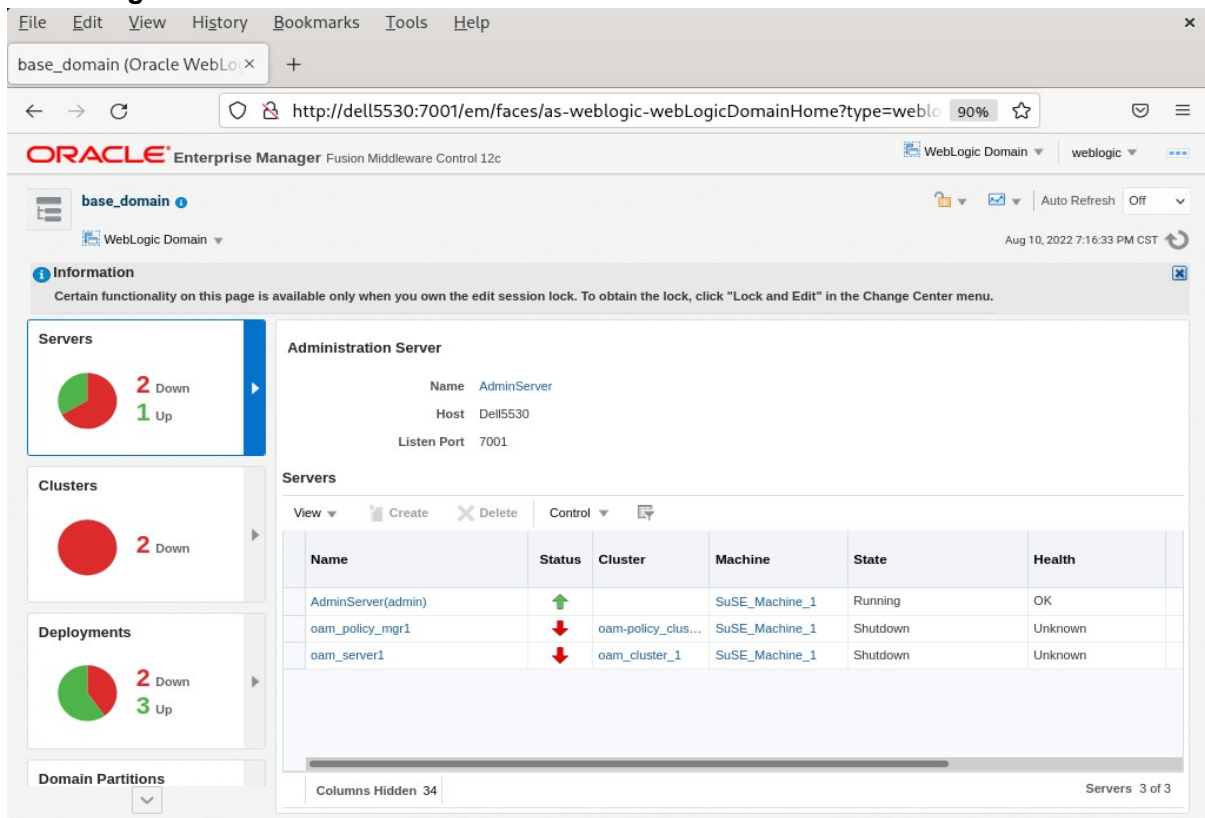 File Edit View History Bookmarks Tools Help
base_domain (Oracle WebLo
http://dell5530:7001/em/faces/as-weblogic-webLogicDomainHome?type=weblo 90%
ORACLE Enterprise Manager Fusion Middleware Control 12c WebLogic Domain weblogic
base_domain Auto Refresh Off
WebLogic Domain Aug 10, 2022 7:16:33 PM CST
Information
Certain functionality on this page is available only when you own the edit session lock. To obtain the lock, click "Lock and Edit" in the Change Center menu.
Servers
2 Down
1 Up
Clusters
2 Down
Deployments
2 Down
3 Up
Domain Partitions
Administration Server
Name AdminServer
Host Dell5530
Listen Port 7001
Servers
View Create Delete Control
Name Status Cluster Machine State Health
AdminServer(admin) SuSE_Machine_1 Running OK
oam_policy_mgr1 oam-policy_clus... SuSE_Machine_1 Shutdown Unknown
oam_server1 oam_cluster_1 SuSE_Machine_1 Shutdown Unknown
Columns Hidden 34 Servers 3 of 3